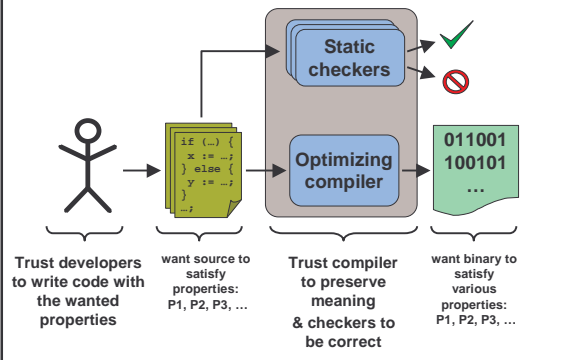 Static
checkers
if (…) {
x := …;
} else {
y := …;
}
…;
Optimizing
compiler
011001
100101
…
Trust developers
to write code with
the wanted
properties
want source to
satisfy
properties:
P1, P2, P3, …
Trust compiler
to preserve
meaning
& checkers to
be correct
want binary to
satisfy
various
properties:
P1, P2, P3, …